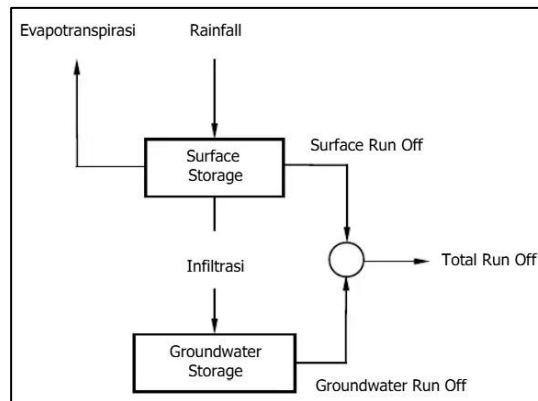 Evapotranspirasi
Rainfall
Surface
Storage
Surface Run Off
Infiltrasi
Total Run Off
Groundwater
Storage
Groundwater Run Off